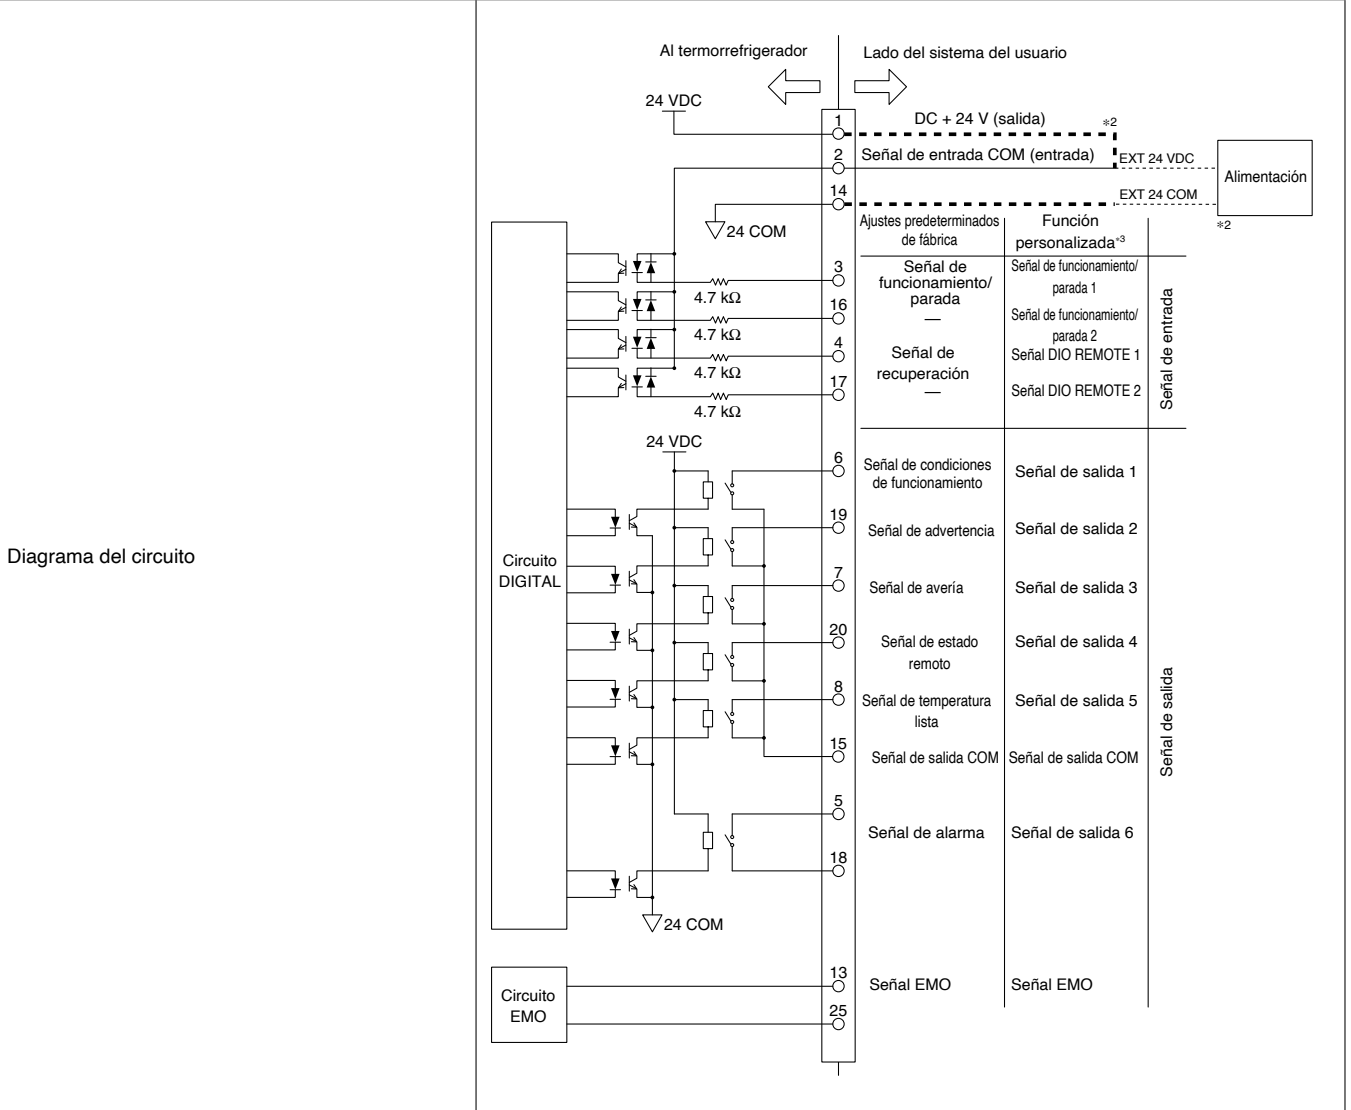 Diagrama del circuito
Al termorrefrigerador
Lado del sistema del usuario
24 VDC
1
DC + 24 V (salida)
*2
2
Señal de entrada COM (entrada)
EXT 24 VDC
Alimentación
14
EXT 24 COM
*2
24 COM
Ajustes predeterminados
de fábrica
Función
personalizada*3
3
4.7 kΩ
Señal de
funcionamiento/
parada
Señal de funcionamiento/
parada 1
16
4.7 kΩ
—
Señal de funcionamiento/
parada 2
4
4.7 kΩ
Señal de
recuperación
Señal DIO REMOTE 1
17
4.7 kΩ
—
Señal DIO REMOTE 2
Señal de entrada
24 VDC
6
Señal de condiciones
de funcionamiento
Señal de salida 1
19
Señal de advertencia
Señal de salida 2
Circuito
DIGITAL
7
Señal de avería
Señal de salida 3
20
Señal de estado
remoto
Señal de salida 4
8
Señal de temperatura
lista
Señal de salida 5
15
Señal de salida COM
Señal de salida COM
Señal de salida
5
Señal de alarma
Señal de salida 6
18
24 COM
Circuito
EMO
13
Señal EMO
Señal EMO
25